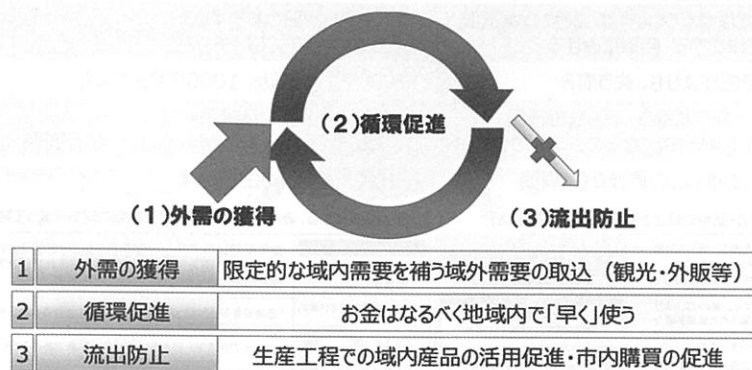 (2)循環促進
(1)外需の獲得
(3)流出防止
1 外需の獲得 限定的な域内需要を補う域外需要の取込（観光・外販等）
2 循環促進 お金はなるべく地域内で「早く」使う
3 流出防止 生産工程での域内産品の活用促進・市内購買の促進